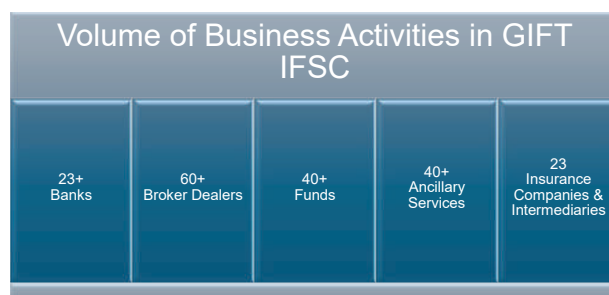 Volume of Business Activities in GIFT
IFSC
23+
Banks
60+
Broker Dealers
40+
Funds
40+
Ancillary
Services
23
Insurance
Companies &
Intermediaries